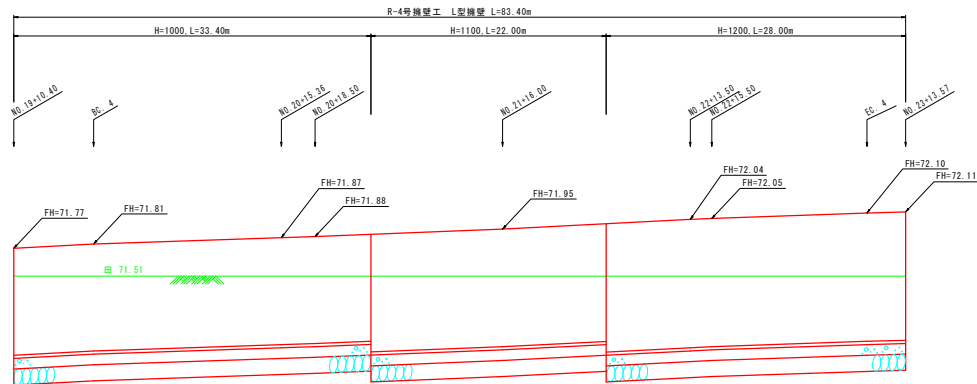 R-4号擁壁工 L型擁壁 L=83.40m
H=1000,L=33.40m
H=1100,L=22.00m
H=1200,L=28.00m
NO.19+10.40
BC. 4
NO.20+15.36
NO.20+18.50
NO.21+16.00
NO.22+13.50
NO.22+15.50
EC. 4
NO.23+13.57
FH=71.77
FH=71.81
FH=71.87
FH=71.88
FH=71.95
FH=72.04
FH=72.05
FH=72.10
FH=72.11
田 71.51